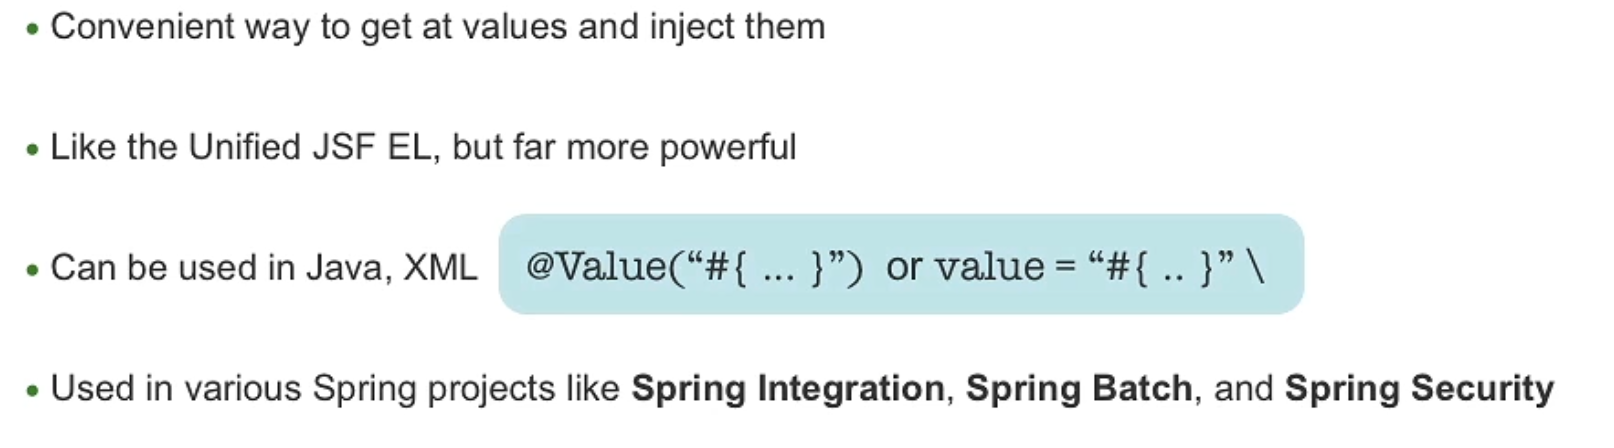 • Convenient way to get at values and inject them
• Like the Unified JSF EL, but far more powerful
• Can be used in Java, XML @Value(“#{ ... }”) or value = “#{ .. }” \
• Used in various Spring projects like Spring Integration, Spring Batch, and Spring Security